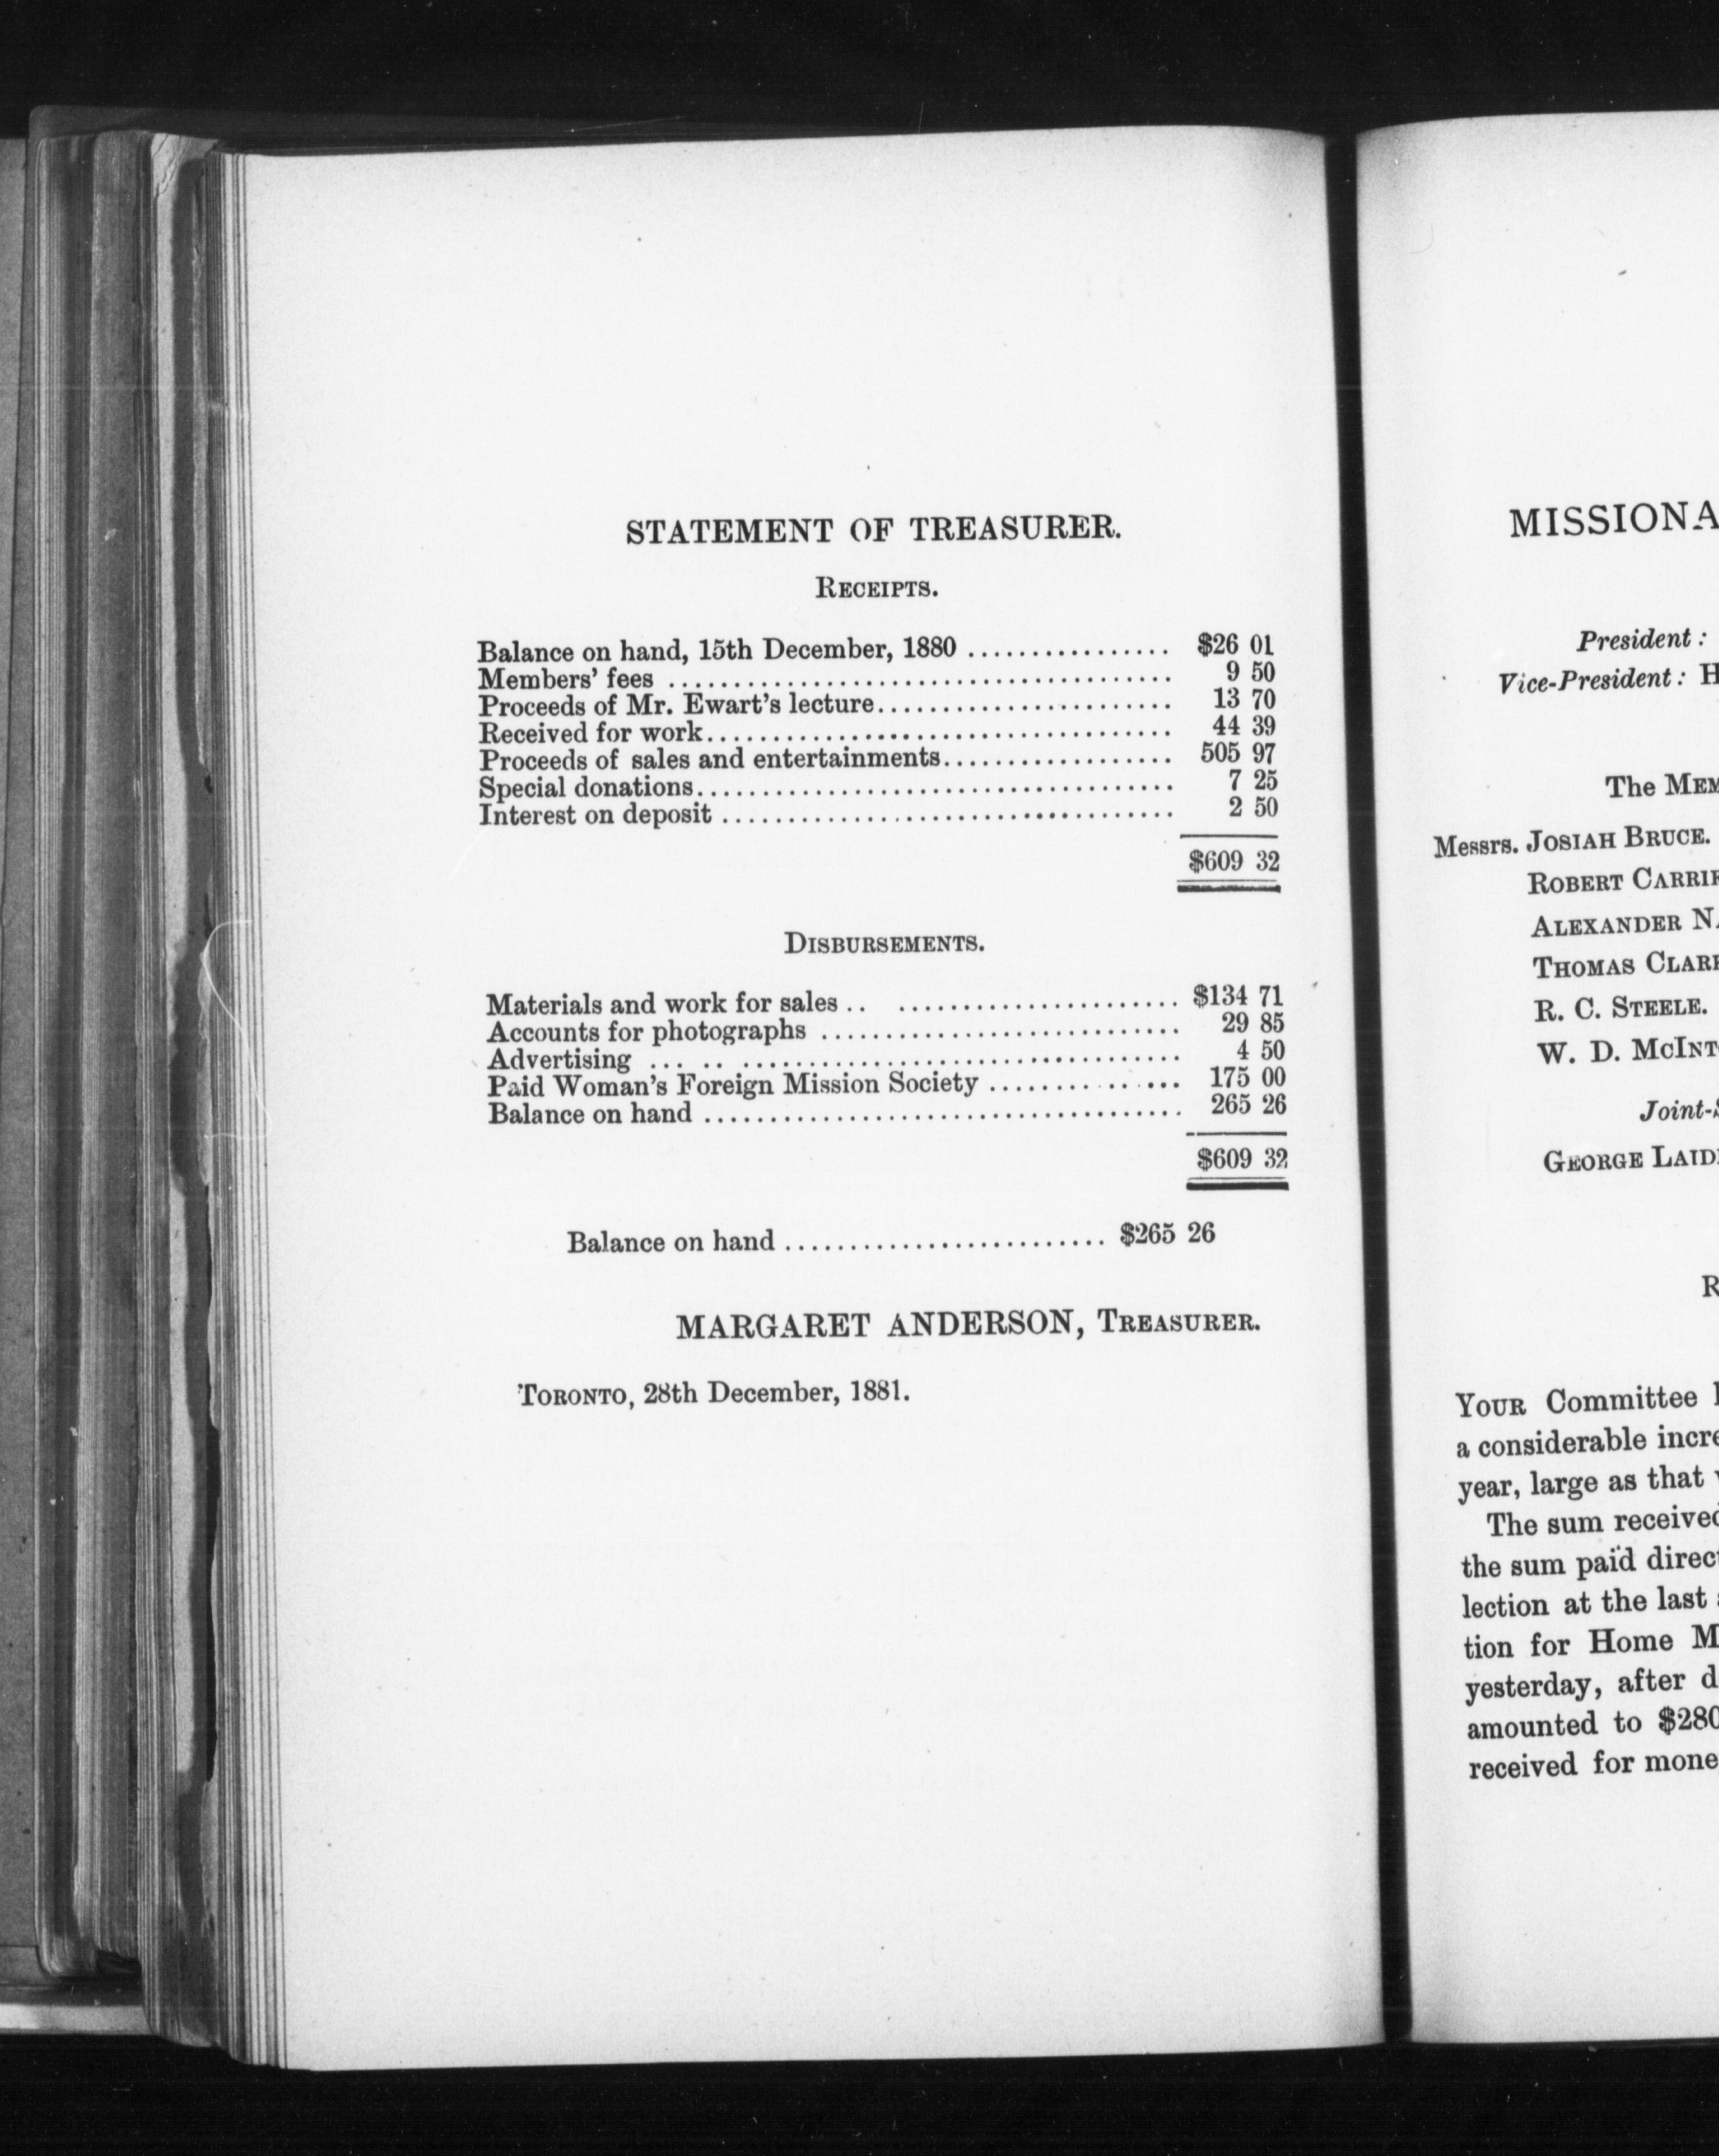 STATEMENT OF TREASURER.
RECEIPTS.
Balance on hand, 15th December, 1880 ................ $26 01
Members' fees ....................................... 9 50
Proceeds of Mr. Ewart's lecture....................... 13 70
Received for work.................................... 44 39
Proceeds of sales and entertainments.................. 505 97
Special donations..................................... 7 25
Interest on deposit ................................... 2 50
$609 32
DISBURSEMENTS.
Materials and work for sales .. ...................... $134 71
Accounts for photographs ............................ 29 85
Advertising ... .. .................................. 4 50
Paid Woman's Foreign Mission Society ............... 175 00
Balance on hand ..................................... 265 26
$609 32
Balance on hand ......................... $265 26
MARGARET ANDERSON, TREASURER.
TORONTO, 28th December, 1881.
MISSIONA
President :
Vice-President : H
The MEM
Messrs. JOSIAH BRUCE.
ROBERT CARRIE
ALEXANDER NA
THOMAS CLARK
R. C. STEELE.
W. D. MCINT
Joint-S
GEORGE LAID
R
YOUR Committee
a considerable incre
year, large as that
The sum received
the sum paid direct
lection at the last
tion for Home M
yesterday, after d
amounted to $280
received for mone